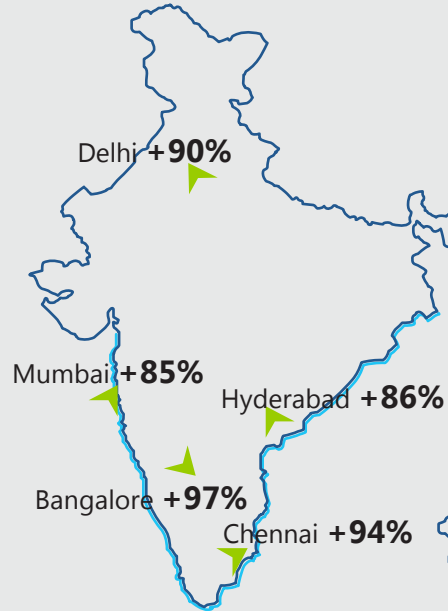 Delhi +90%
Mumbai +85%
Hyderabad +86%
Bangalore +97%
Chennai +94%